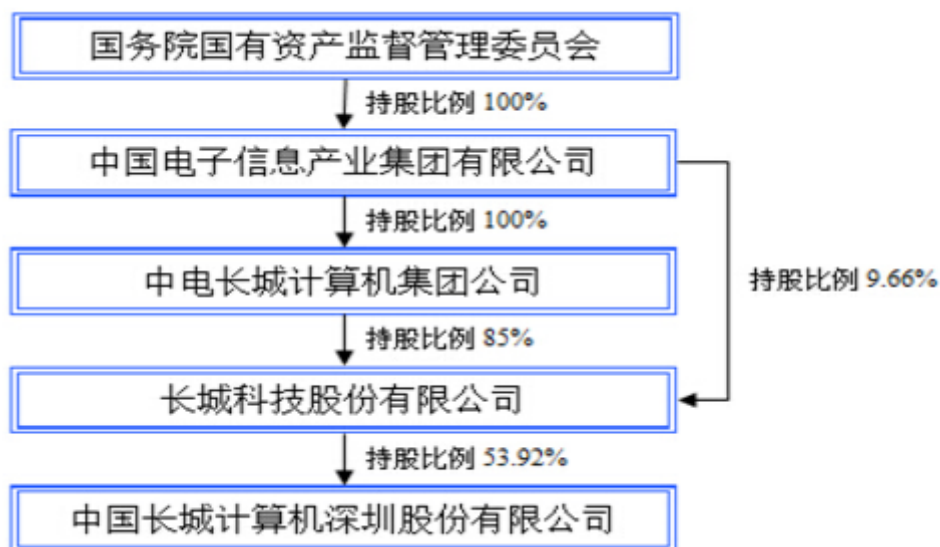 国务院国有资产监督管理委员会
持股比例 100%
中国电子信息产业集团有限公司
持股比例 100%
中电长城计算机集团公司
持股比例 9.66%
持股比例 85%
长城科技股份有限公司
持股比例 53.92%
中国长城计算机深圳股份有限公司